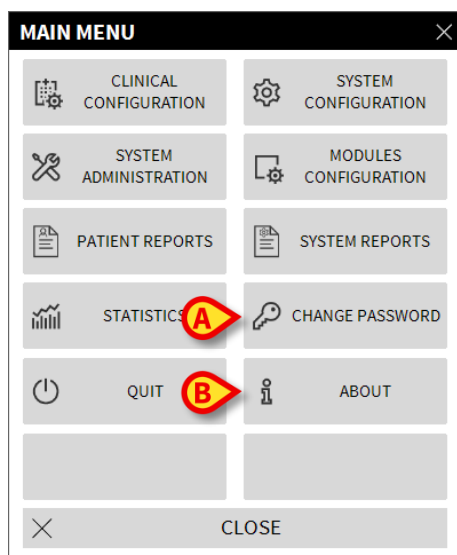 MAIN MENU
CLINICAL
CONFIGURATION
SYSTEM
CONFIGURATION
SYSTEM
ADMINISTRATION
MODULES
CONFIGURATION
PATIENT REPORTS
SYSTEM REPORTS
STATISTICS
A
CHANGE PASSWORD
QUIT
B
ABOUT
CLOSE